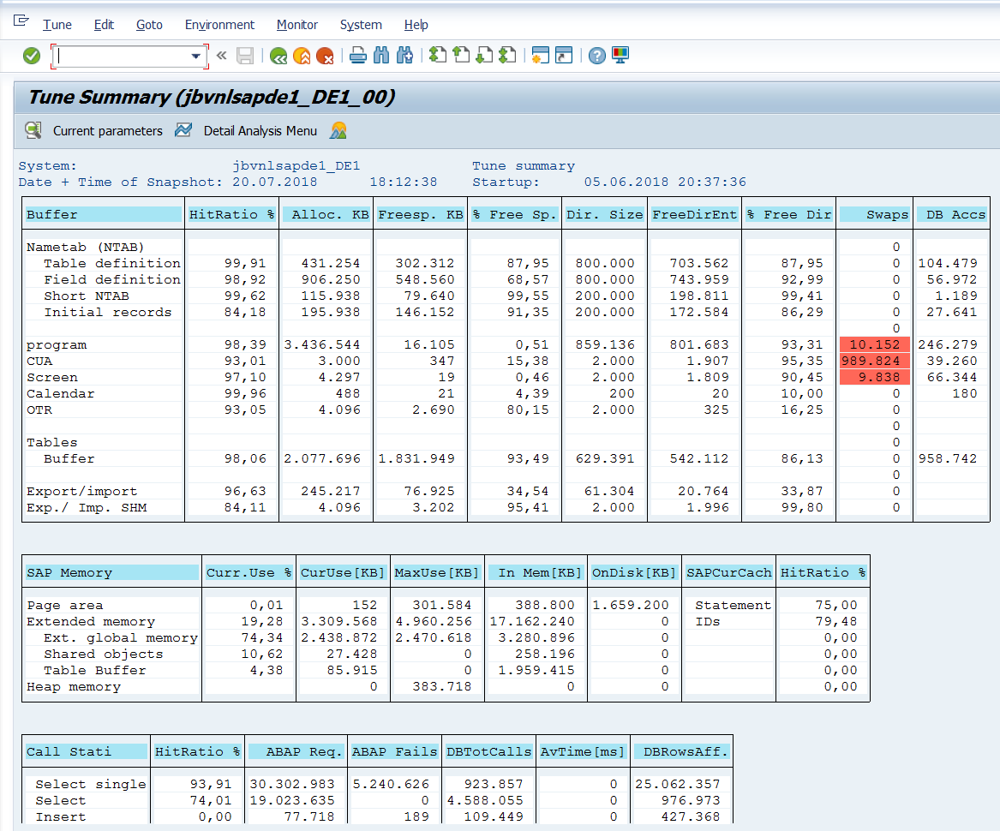 Tune Edit Goto Environment Monitor System Help
Tune Summary (jbvnlsapde1_DE1_00)
Current parameters Detail Analysis Menu
System: jbvnlsapde1_DE1 Tune summary
Date + Time of Snapshot: 20.07.2018 18:12:38 Startup: 05.06.2018 20:37:36
Buffer HitRatio % Alloc. KB Freesp. KB % Free Sp. Dir. Size FreeDirEnt % Free Dir Swaps DB Accs
Nametab (NTAB) 0
Table definition 99,91 431.254 302.312 87,95 800.000 703.562 87,95 0 104.479
Field definition 98,92 906.250 548.560 68,57 800.000 743.959 92,99 0 56.972
Short NTAB 99,62 115.938 79.640 99,55 200.000 198.811 99,41 0 1.189
Initial records 84,18 195.938 146.152 91,35 200.000 172.584 86,29 0 27.641
0
program 98,39 3.436.544 16.105 0,51 859.136 801.683 93,31 10.152 246.279
CUA 93,01 3.000 347 15,38 2.000 1.907 95,35 989.824 39.260
Screen 97,10 4.297 19 0,46 2.000 1.809 90,45 9.838 66.344
Calendar 99,96 488 21 4,39 200 20 10,00 0 180
OTR 93,05 4.096 2.690 80,15 2.000 325 16,25 0
0
Tables 0
Buffer 98,06 2.077.696 1.831.949 93,49 629.391 542.112 86,13 0 958.742
0
Export/import 96,63 245.217 76.925 34,54 61.304 20.764 33,87 0
Exp./ Imp. SHM 84,11 4.096 3.202 95,41 2.000 1.996 99,80 0
SAP Memory Curr.Use % CurUse[KB] MaxUse[KB] In Mem[KB] OnDisk[KB] SAPCurCach HitRatio %
Page area 0,01 152 301.584 388.800 1.659.200 Statement 75,00
Extended memory 19,28 3.309.568 4.960.256 17.162.240 0 IDs 79,48
Ext. global memory 74,34 2.438.872 2.470.618 3.280.896 0 0,00
Shared objects 10,62 27.428 0 258.196 0 0,00
Table Buffer 4,38 85.915 0 1.959.415 0 0,00
Heap memory 0 383.718 0 0 0,00
Call Stati HitRatio % ABAP Req. ABAP Fails DBTotCalls AvTime[ms] DBRowsAff.
Select single 93,91 30.302.983 5.240.626 923.857 0 25.062.357
Select 74,01 19.023.635 0 4.588.055 0 976.973
Insert 0,00 77.718 189 109.449 0 427.368